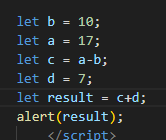 let b = 10;
let a = 17;
let c = a-b;
let d = 7;
let result = c+d;
alert(result);
</script>